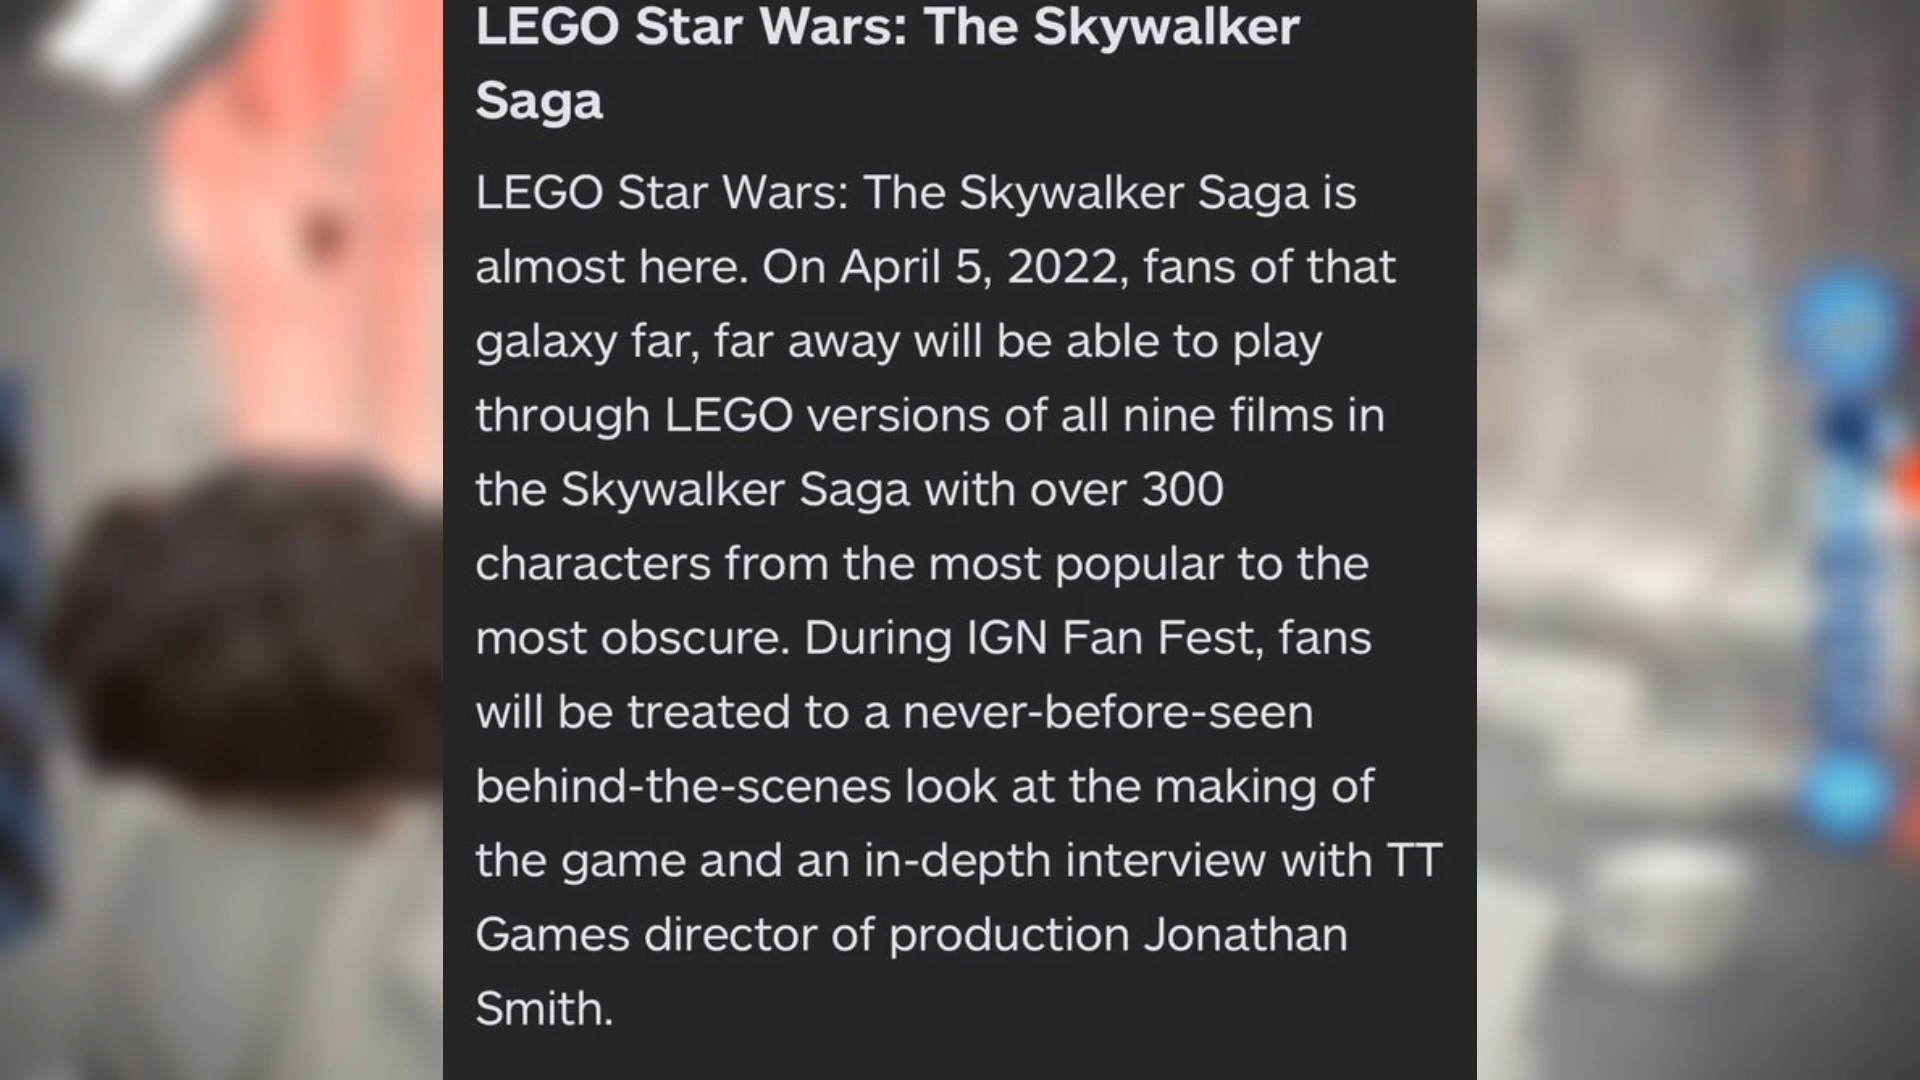 LEGO Star Wars: The Skywalker
Saga
LEGO Star Wars: The Skywalker Saga is
almost here. On April 5, 2022, fans of that
galaxy far, far away will be able to play
through LEGO versions of all nine films in
the Skywalker Saga with over 300
characters from the most popular to the
most obscure. During IGN Fan Fest, fans
will be treated to a never-before-seen
behind-the-scenes look at the making of
the game and an in-depth interview with TT
Games director of production Jonathan
Smith.